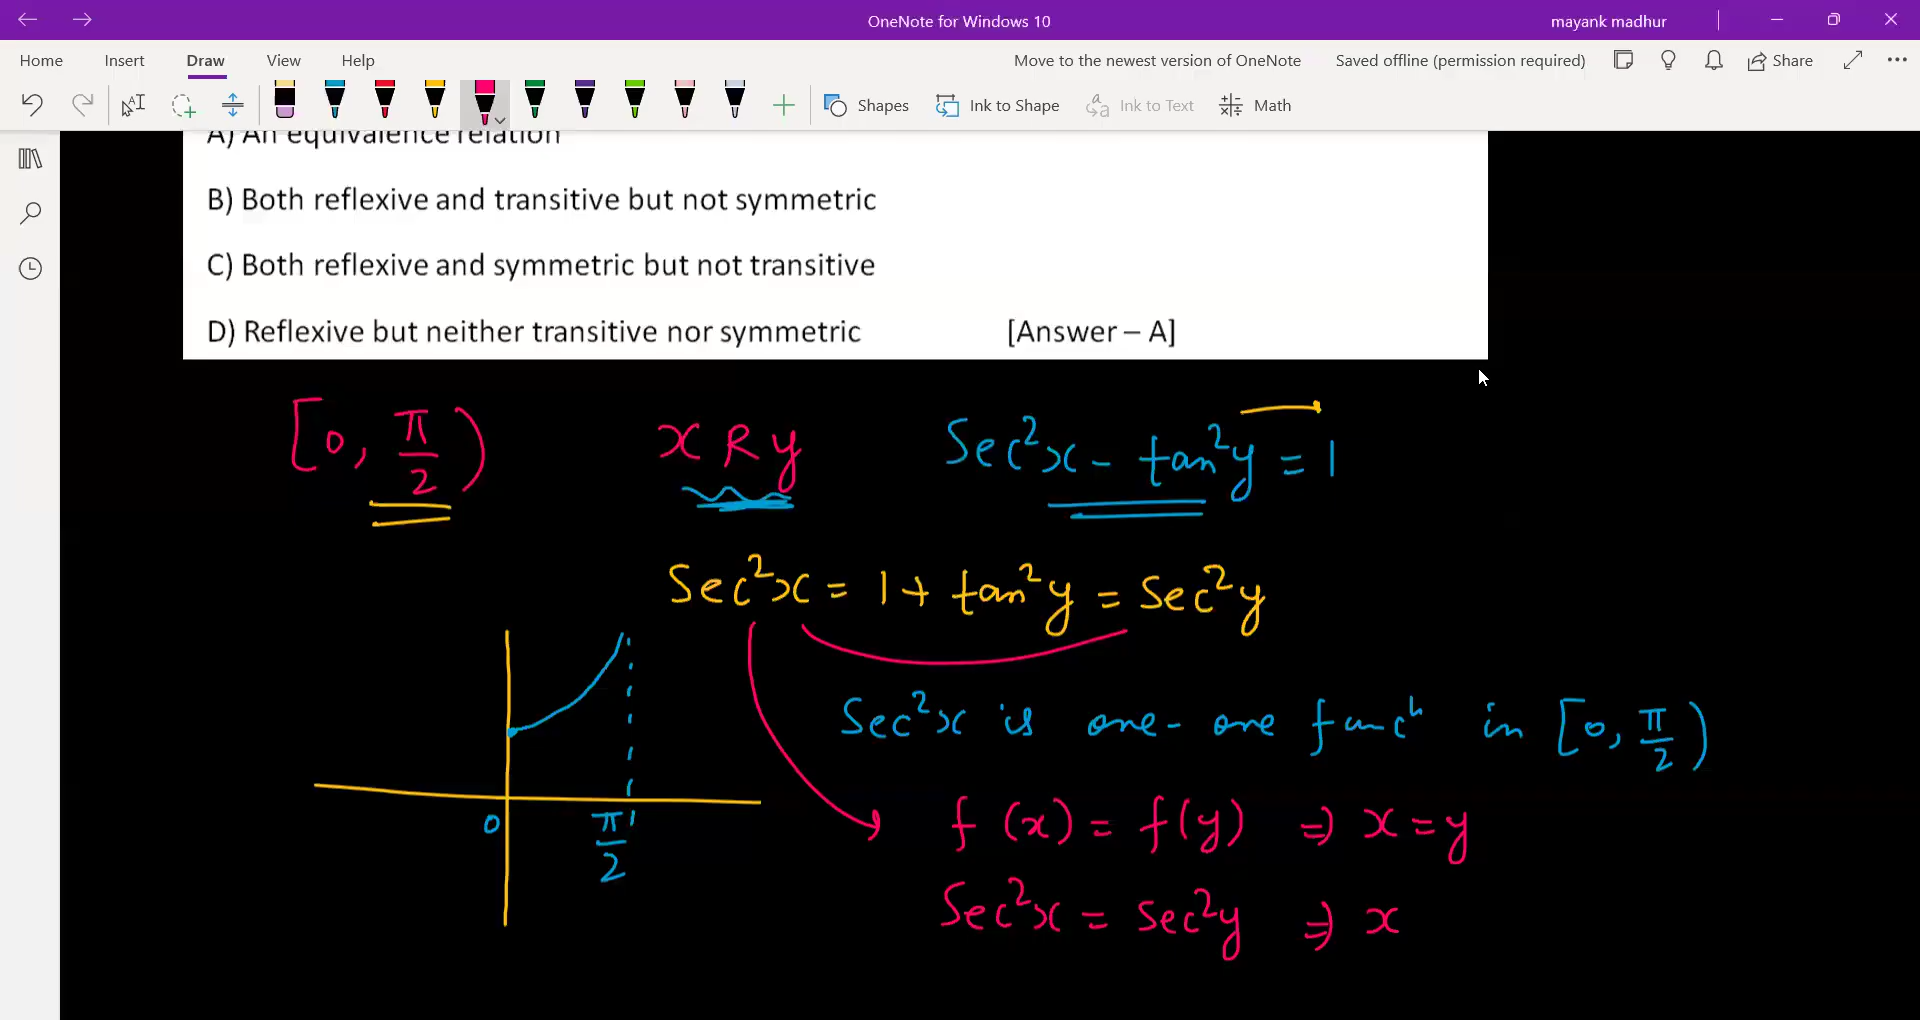 OneNote for Windows 10
mayank madhur
Home Insert Draw View Help
Move to the newest version of OneNote Saved offline (permission required) Share
Shapes Ink to Shape Ink to Text Math
A) An equivalence relation
B) Both reflexive and transitive but not symmetric
C) Both reflexive and symmetric but not transitive
D) Reflexive but neither transitive nor symmetric [Answer – A]
[0, π/2) x R y Sec²x - tan²y = 1
Sec²x = 1 + tan²y = Sec²y
Sec²x is one-one funcⁿ in [0, π/2)
0 π/2
f(x) = f(y) ⇒ x = y
Sec²x = Sec²y ⇒ x